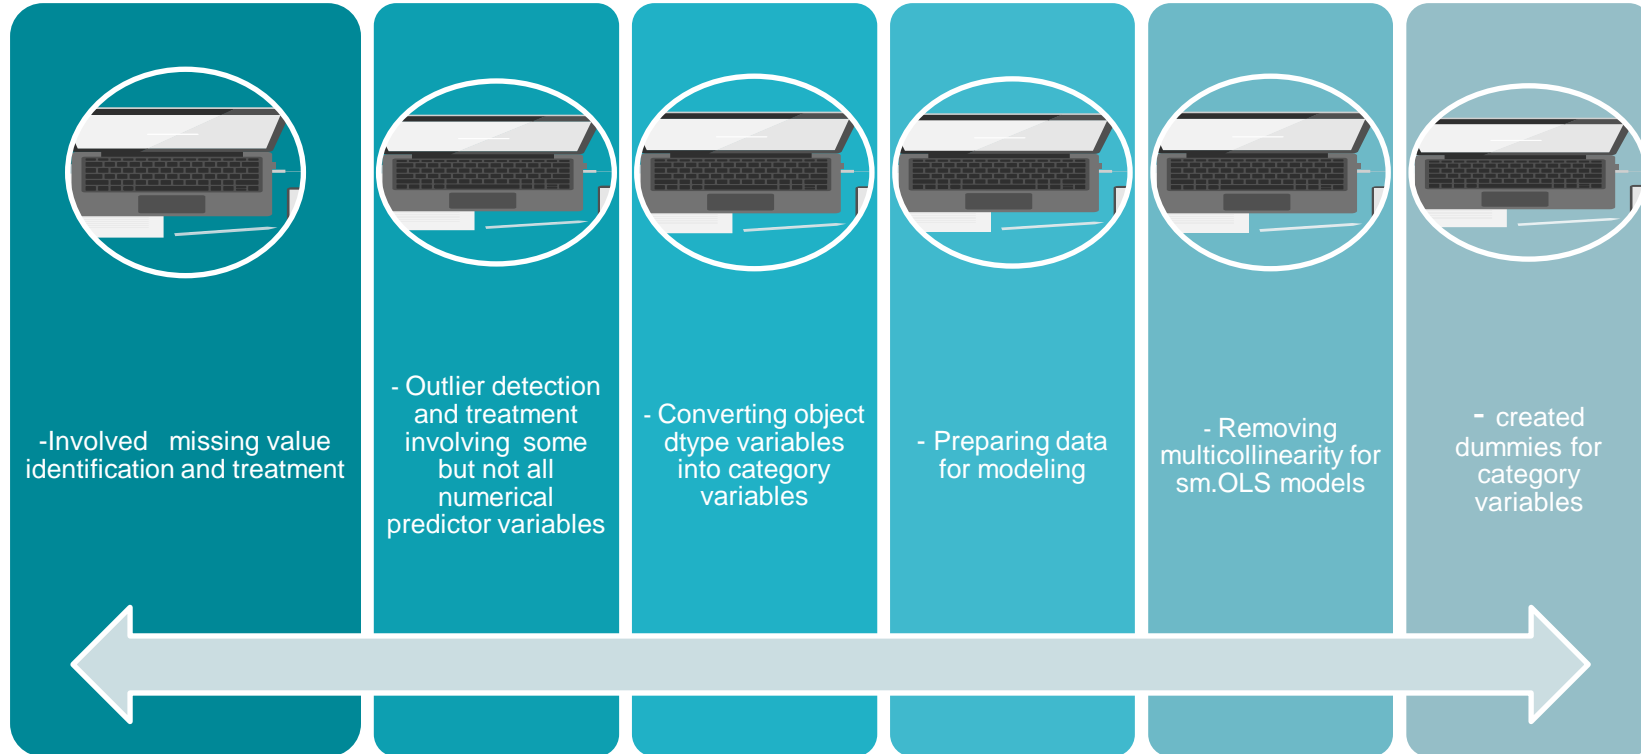 -Involved missing value
identification and treatment
- Outlier detection
and treatment
involving some
but not all
numerical
predictor variables
- Converting object
dtype variables
into category
variables
- Preparing data
for modeling
- Removing
multicollinearity for
sm.OLS models
- created
dummies for
category
variables